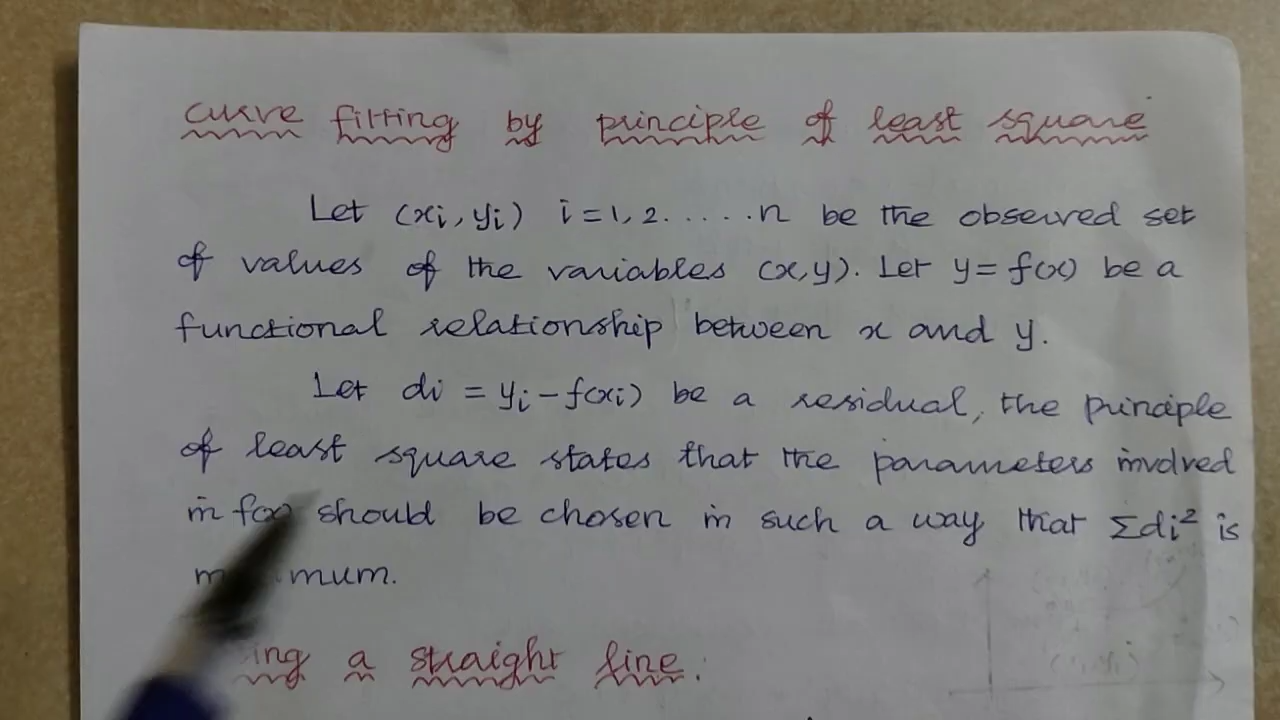 curve fitting by principle of least square
Let (xi, yi) i = 1, 2. .... .n be the observed set
of values of the variables (x,y). Let y = f(x) be a
functional relationship between x and y.
Let di = yi - f(xi) be a residual, the principle
of least square states that the parameters involved
in f(x) should be chosen in such a way that Σdi² is
mum.
ing a straight line.